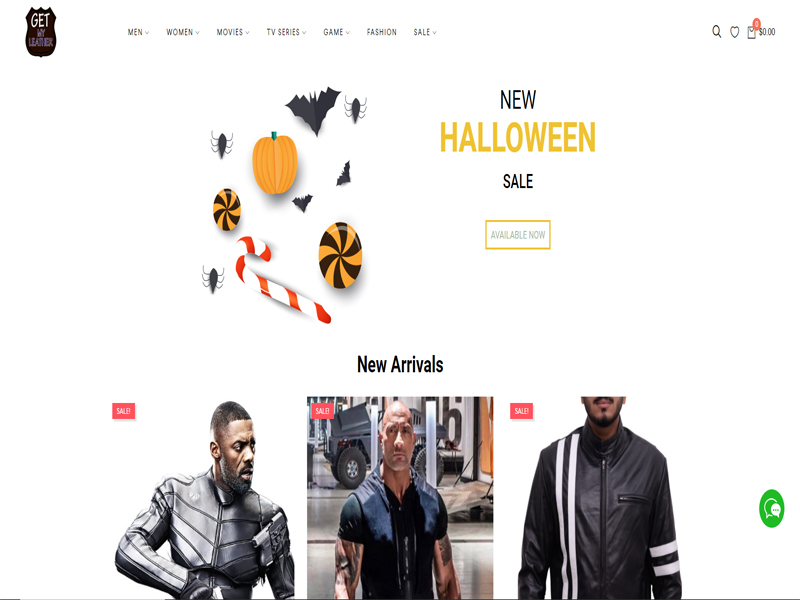 GET
MY
LEATHER
MEN
WOMEN
MOVIES
TV SERIES
GAME
FASHION
SALE
0
$0.00
NEW
HALLOWEEN
SALE
AVAILABLE NOW
New Arrivals
SALE!
SALE!
SALE!